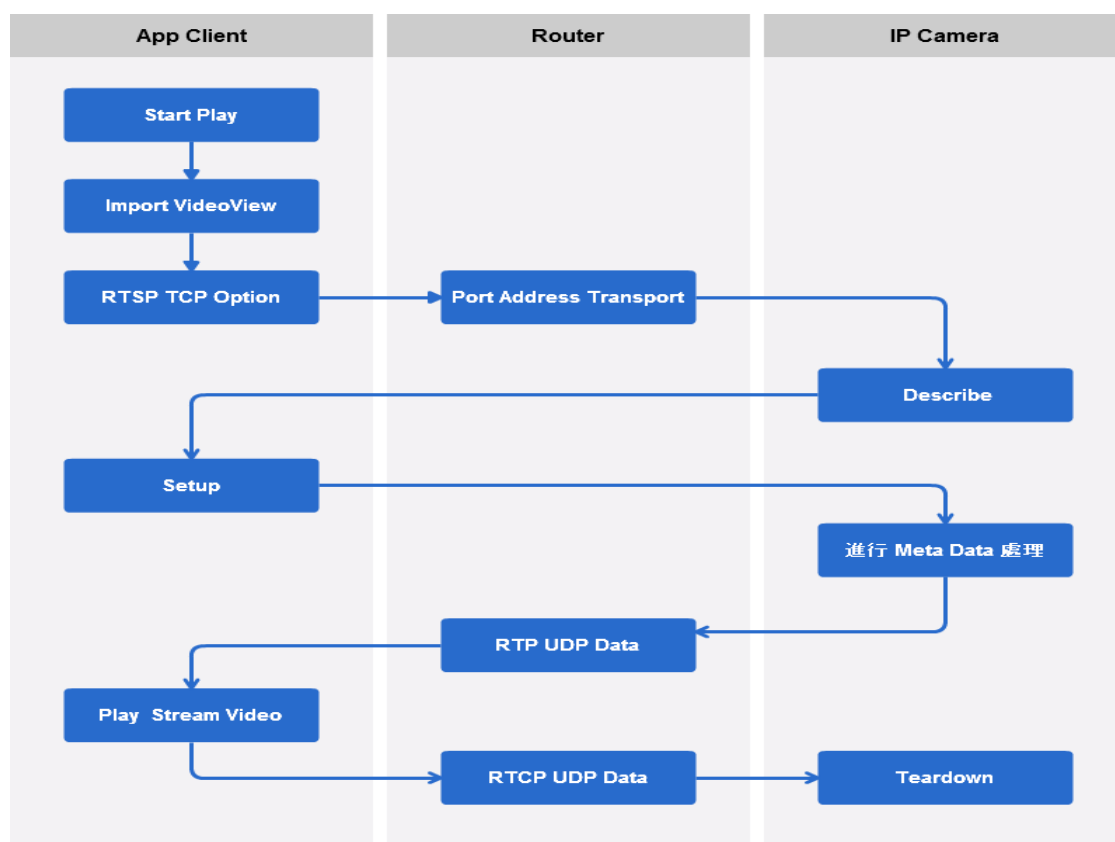 App Client
Router
IP Camera
Start Play
Import VideoView
RTSP TCP Option
Port Address Transport
Describe
Setup
進行 Meta Data 處理
RTP UDP Data
Play Stream Video
RTCP UDP Data
Teardown